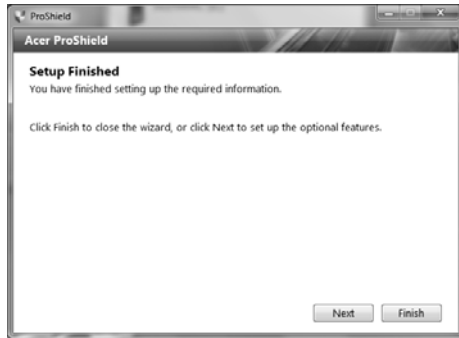 ProShield
Acer ProShield
Setup Finished
You have finished setting up the required information.
Click Finish to close the wizard, or click Next to set up the optional features.
Next
Finish